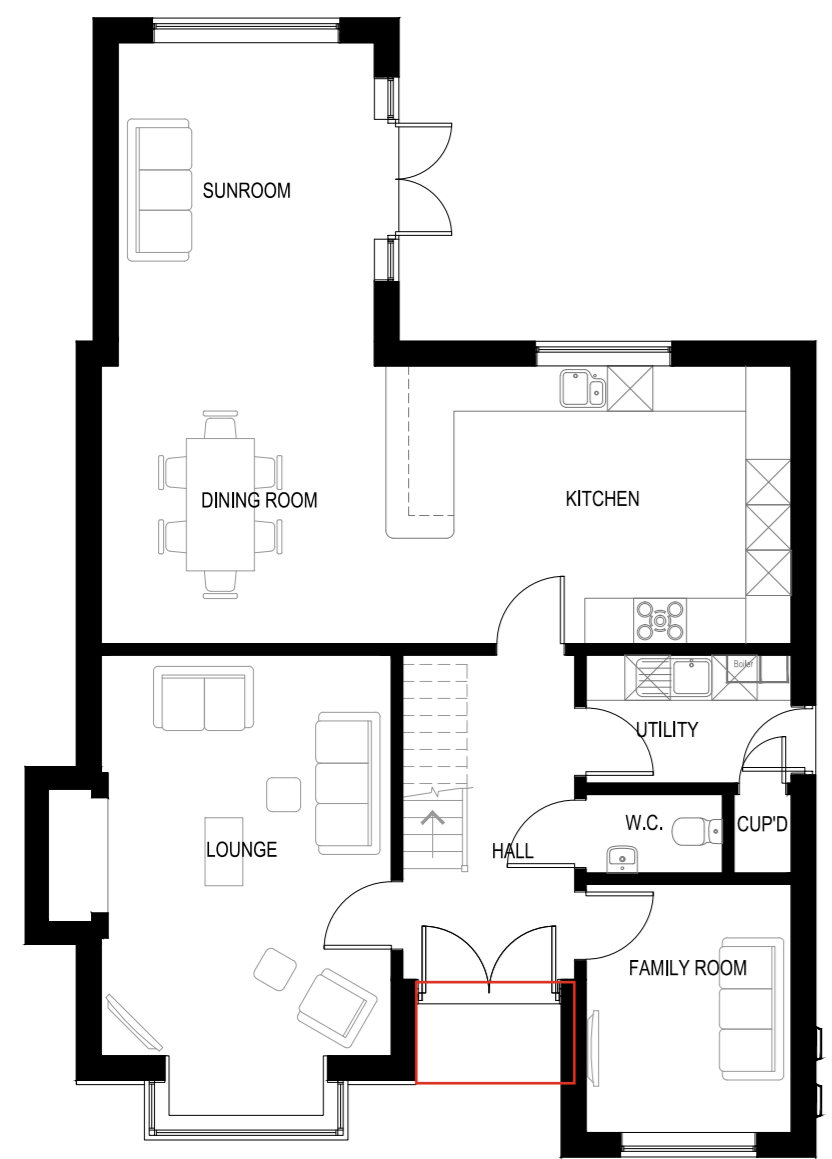 SUNROOM
DINING ROOM
KITCHEN
Boiler
UTILITY
W.C.
CUP'D
LOUNGE
HALL
FAMILY ROOM